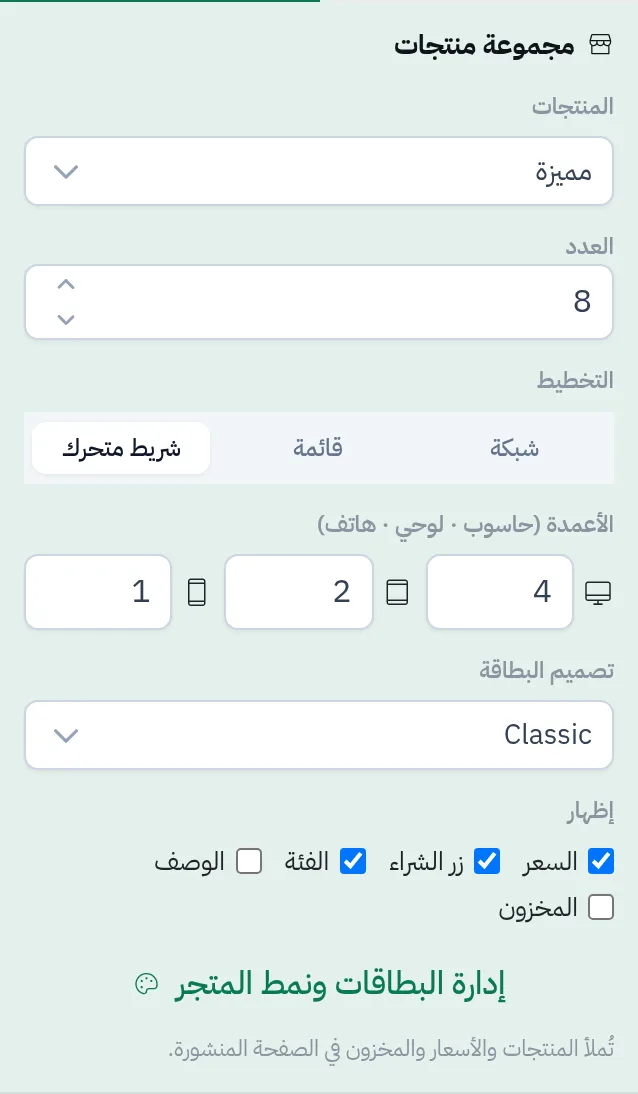 مجموعة منتجات
المنتجات
مميزة
العدد
8
التخطيط
شبكة قائمة شريط متحرك
الأعمدة (حاسوب · لوحي · هاتف)
4 2 1
تصميم البطاقة
Classic
إظهار
السعر زر الشراء الفئة الوصف
المخزون
إدارة البطاقات ونمط المتجر
تُملأ المنتجات والأسعار والمخزون في الصفحة المنشورة.